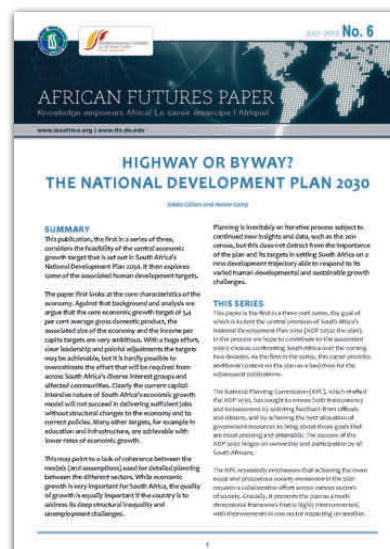 JULY 2013 No. 6
AFRICAN FUTURES PAPER
Knowledge empowers Africa! Le savoir émancipe l'Afrique!
www.issafrica.org | www.ifs.du.edu
HIGHWAY OR BYWAY?
THE NATIONAL DEVELOPMENT PLAN 2030
Jakkie Cilliers and
SUMMARY
This publication, the first in a series of three,
considers the feasibility of the central economic
growth target that is set out in South Africa's
National Development Plan 2030. It then explores
some of the associated human development targets.
The paper first looks at the core characteristics of the
economy. Against that background and analysis we
argue that the core economic growth target of 5,4
per cent average gross domestic product, the
associated size of the economy and the income per
capita targets are very ambitious. With a huge effort,
clear leadership and painful adjustments the targets
may be achievable, but it is hardly possible to
overestimate the effort that will be required from
across South Africa's diverse interest groups and
affected communities. Clearly the current capital-
intensive nature of South Africa's economic growth
model will not succeed in delivering sufficient jobs
without structural changes to the economy and to
current policies. Many other targets, for example in
education and infrastructure, are achievable with
lower rates of economic growth.
This may point to a lack of coherence between the
models (and assumptions) used for detailed planning
between the different sectors. While economic
growth is very important for South Africa, the quality
of growth is equally important if the country is to
address its deep structural inequality and
unemployment challenges.
Planning is inevitably an iterative process subject to
continued new insights and data, such as the 2011
census, but this does not detract from the importance
of the plan and its targets in setting South Africa on a
new development trajectory able to respond to its
varied human developmental and sustainable growth
challenges.
THIS SERIES
This paper is the first in a three-part series, the goal of
which is to test the central premises of South Africa's
National Development Plan 2030 (NDP 2030; the plan).
In the process we hope to contribute to the associated
policy choices confronting South Africa over the coming
two decades. As the first in the series, this paper provides
additional context on the plan as a backdrop for the
subsequent publications.
The National Planning Commission (NPC), which drafted
the NDP 2030, has sought to ensure both transparency
and inclusiveness by soliciting feedback from officials
and citizens, and by achieving the best allocation of
government resources to bring about those goals that
are most pressing and attainable. The success of the
NDP 2030 hinges on ownership and participation by all
South Africans.
The NPC repeatedly emphasises that achieving the more
equal and prosperous society envisaged in the plan
requires a collaborative effort across various sectors
of society. Crucially, it presents the plan as a multi-
dimensional framework that is highly interconnected,
with improvements in one sector impacting on another.
1